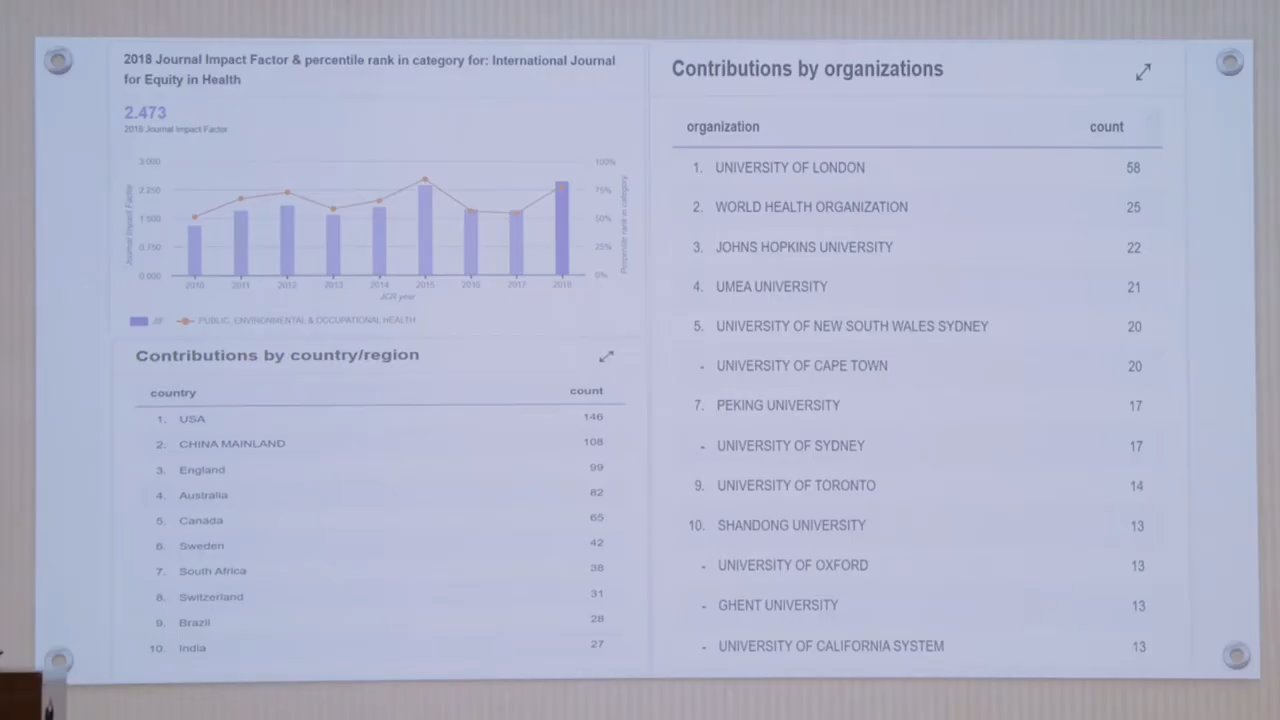 2018 Journal Impact Factor & percentile rank in category for: International Journal
for Equity in Health
2.473
2018 Journal Impact Factor
3.000 100%
2.250 75%
1.500 50%
0.750 25%
0.000 0%
Journal Impact Factor
Percentile rank in category
2010 2011 2012 2013 2014 2015 2016 2017 2018
JCR year
JIF PUBLIC, ENVIRONMENTAL & OCCUPATIONAL HEALTH
Contributions by country/region
country count
1. USA 146
2. CHINA MAINLAND 108
3. England 99
4. Australia 82
5. Canada 65
6. Sweden 42
7. South Africa 38
8. Switzerland 31
9. Brazil 28
10. India 27
Contributions by organizations
organization count
1. UNIVERSITY OF LONDON 58
2. WORLD HEALTH ORGANIZATION 25
3. JOHNS HOPKINS UNIVERSITY 22
4. UMEA UNIVERSITY 21
5. UNIVERSITY OF NEW SOUTH WALES SYDNEY 20
- UNIVERSITY OF CAPE TOWN 20
7. PEKING UNIVERSITY 17
- UNIVERSITY OF SYDNEY 17
9. UNIVERSITY OF TORONTO 14
10. SHANDONG UNIVERSITY 13
- UNIVERSITY OF OXFORD 13
- GHENT UNIVERSITY 13
- UNIVERSITY OF CALIFORNIA SYSTEM 13